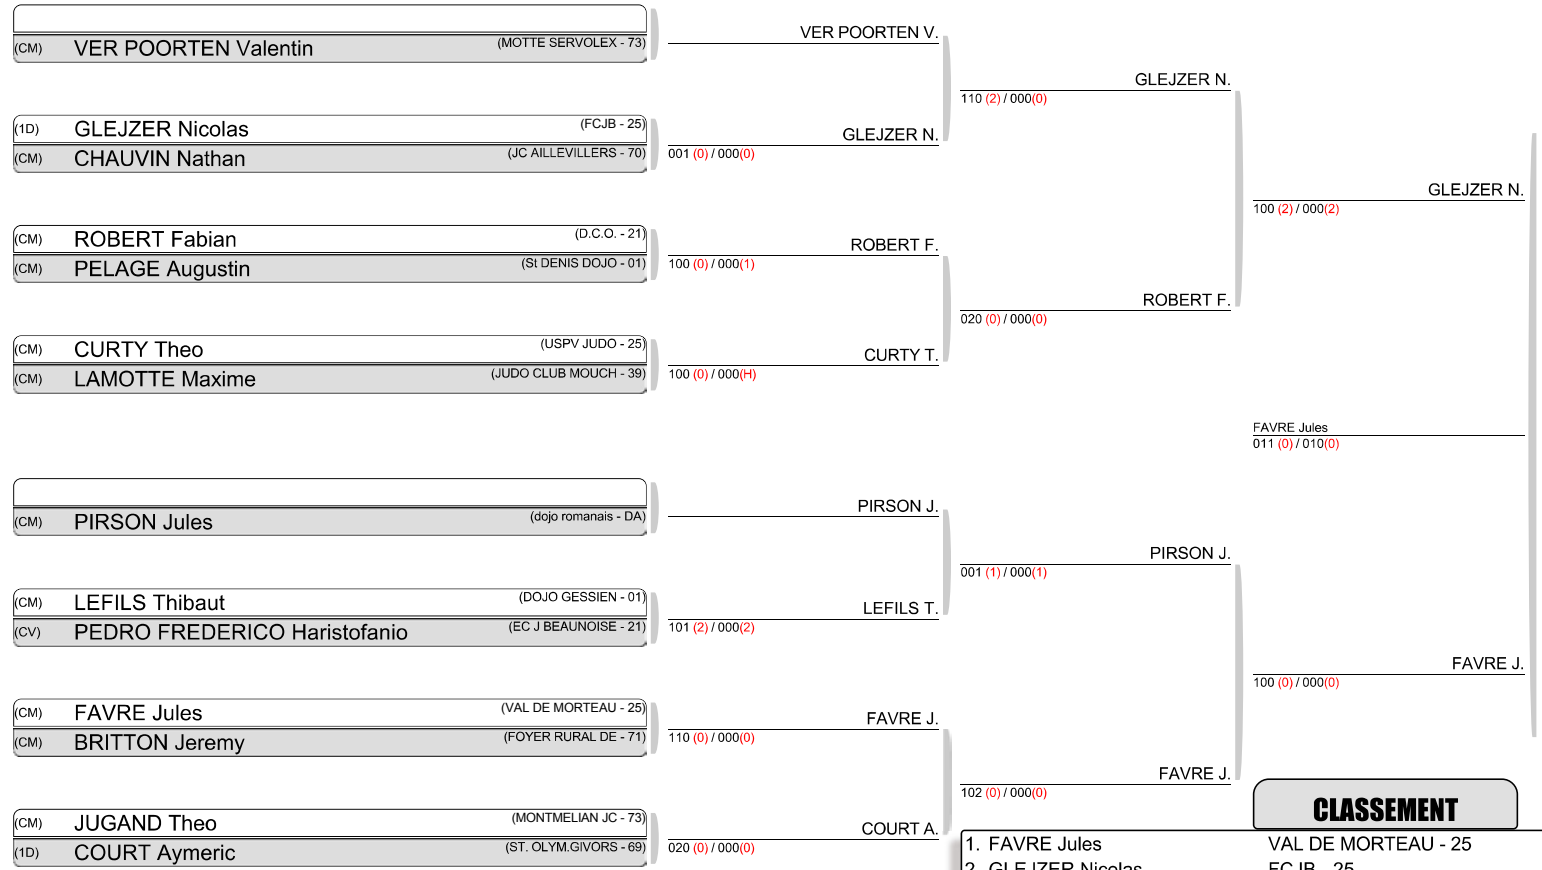 (CM) VER POORTEN Valentin (MOTTE SERVOLEX - 73)
(1D) GLEJZER Nicolas (FCJB - 25)
(CM) CHAUVIN Nathan (JC AILLEVILLERS - 70)
(CM) ROBERT Fabian (D.C.O. - 21)
(CM) PELAGE Augustin (St DENIS DOJO - 01)
(CM) CURTY Theo (USPV JUDO - 25)
(CM) LAMOTTE Maxime (JUDO CLUB MOUCH - 39)
(CM) PIRSON Jules (dojo romanais - DA)
(CM) LEFILS Thibaut (DOJO GESSIEN - 01)
(CV) PEDRO FREDERICO Haristofanio (EC J BEAUNOISE - 21)
(CM) FAVRE Jules (VAL DE MORTEAU - 25)
(CM) BRITTON Jeremy (FOYER RURAL DE - 71)
(CM) JUGAND Theo (MONTMELIAN JC - 73)
(1D) COURT Aymeric (ST. OLYM.GIVORS - 69)
VER POORTEN V.
GLEJZER N.
001 (0) / 000(0)
ROBERT F.
100 (0) / 000(1)
CURTY T.
100 (0) / 000(H)
PIRSON J.
LEFILS T.
101 (2) / 000(2)
FAVRE J.
110 (0) / 000(0)
COURT A.
020 (0) / 000(0)
GLEJZER N.
110 (2) / 000(0)
ROBERT F.
020 (0) / 000(0)
PIRSON J.
001 (1) / 000(1)
FAVRE J.
102 (0) / 000(0)
GLEJZER N.
100 (2) / 000(2)
FAVRE Jules
011 (0) / 010(0)
FAVRE J.
100 (0) / 000(0)
CLASSEMENT
1. FAVRE Jules VAL DE MORTEAU - 25
2. GLEJZER Nicolas FCJB - 25